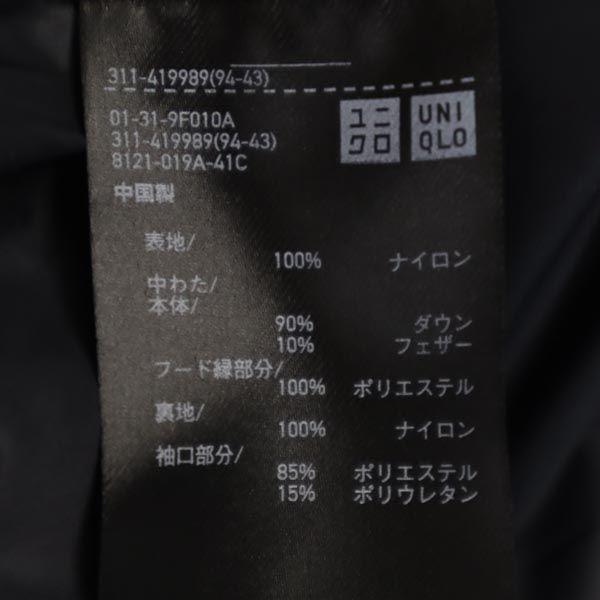 311-419989(94-43)
01-31-9F010A
311-419989(94-43)
8121-019A-41C
ユニ
クロ
UNI
QLO
中国製
表地/
100% ナイロン
中わた/
本体/
90% ダウン
10% フェザー
フード縁部分/
100% ポリエステル
裏地/
100% ナイロン
袖口部分/
85% ポリエステル
15% ポリウレタン